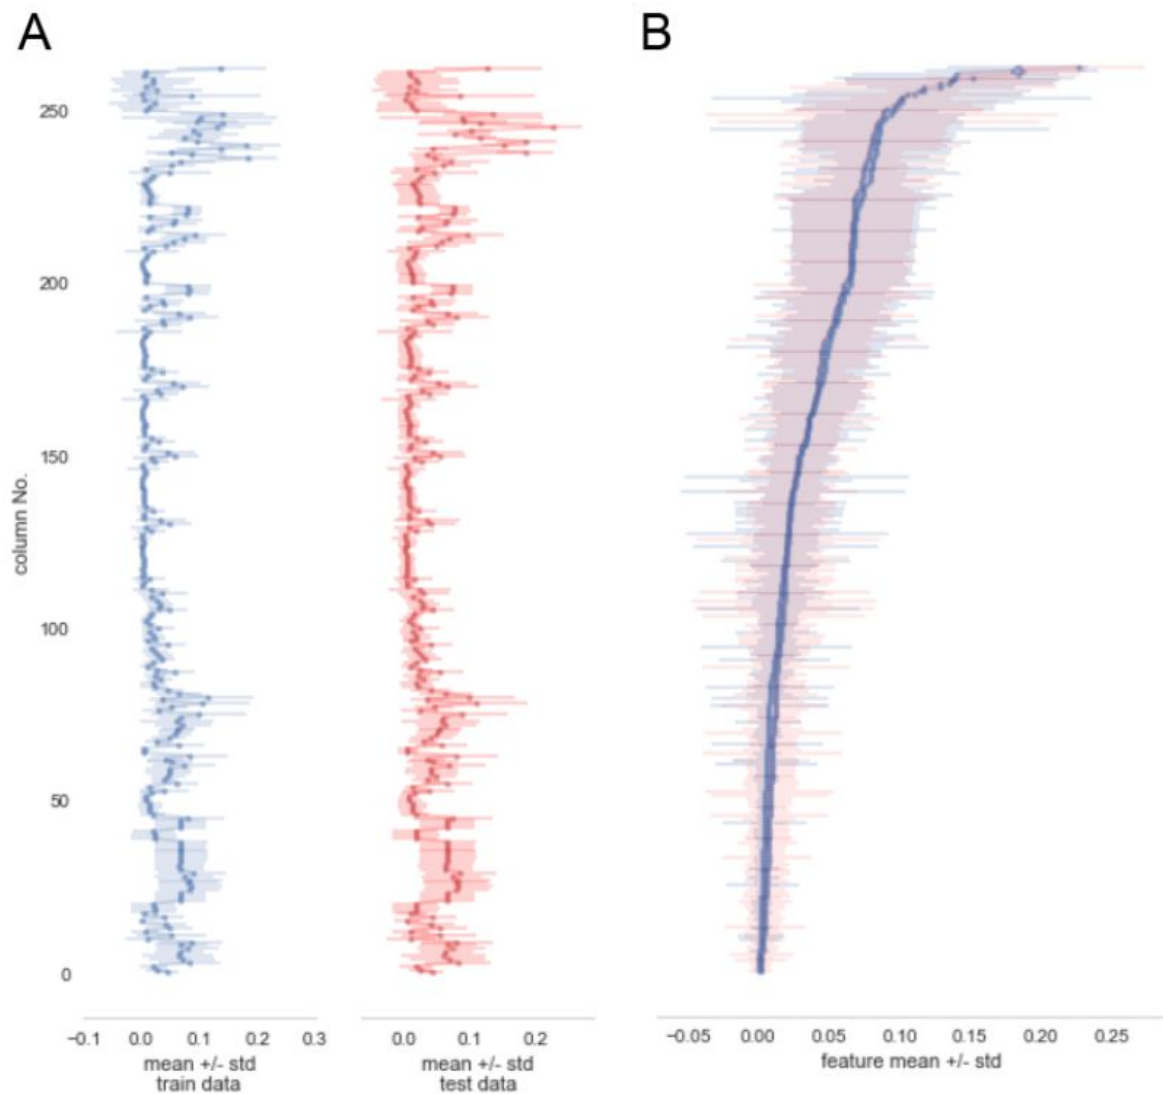 A
B
250
200
150
100
50
0
column No.
−0.1 0.0 0.1 0.2 0.3
mean +/- std
train data
0.0 0.1 0.2
mean +/- std
test data
−0.05 0.00 0.05 0.10 0.15 0.20 0.25
feature mean +/- std